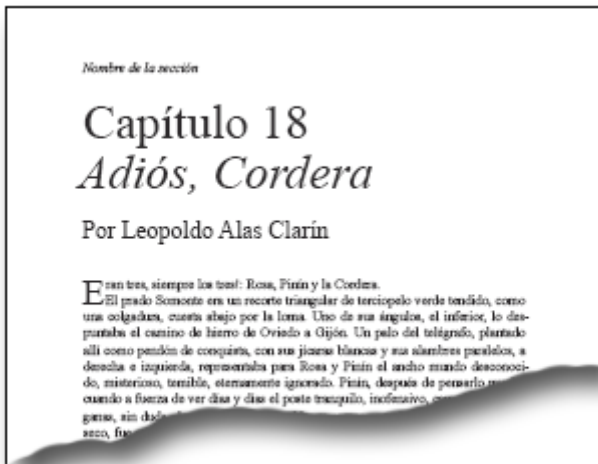 Nombre de la sección
Capítulo 18
Adiós, Cordera
Por Leopoldo Alas Clarín
Eran tres, siempre los tres!: Rosa, Pinín y la Cordera.
El prado Somonte era un recorte triangular de terciopelo verde tendido, como
una colgadura, cuesta abajo por la loma. Uno de sus ángulos, el inferior, lo des-
puntaba el camino de hierro de Oviedo a Gijón. Un palo del telégrafo, plantado
allí como pendón de conquista, con sus jícaras blancas y sus alambres paralelos, a
derecha e izquierda, representaba para Rosa y Pinín el ancho mundo desconoci-
do, misterioso, temible, eternamente ignorado. Pinín, después de pensarlo
cuando a fuerza de ver días y días el poste tranquilo, inofensivo,
ganas, sin
seco,